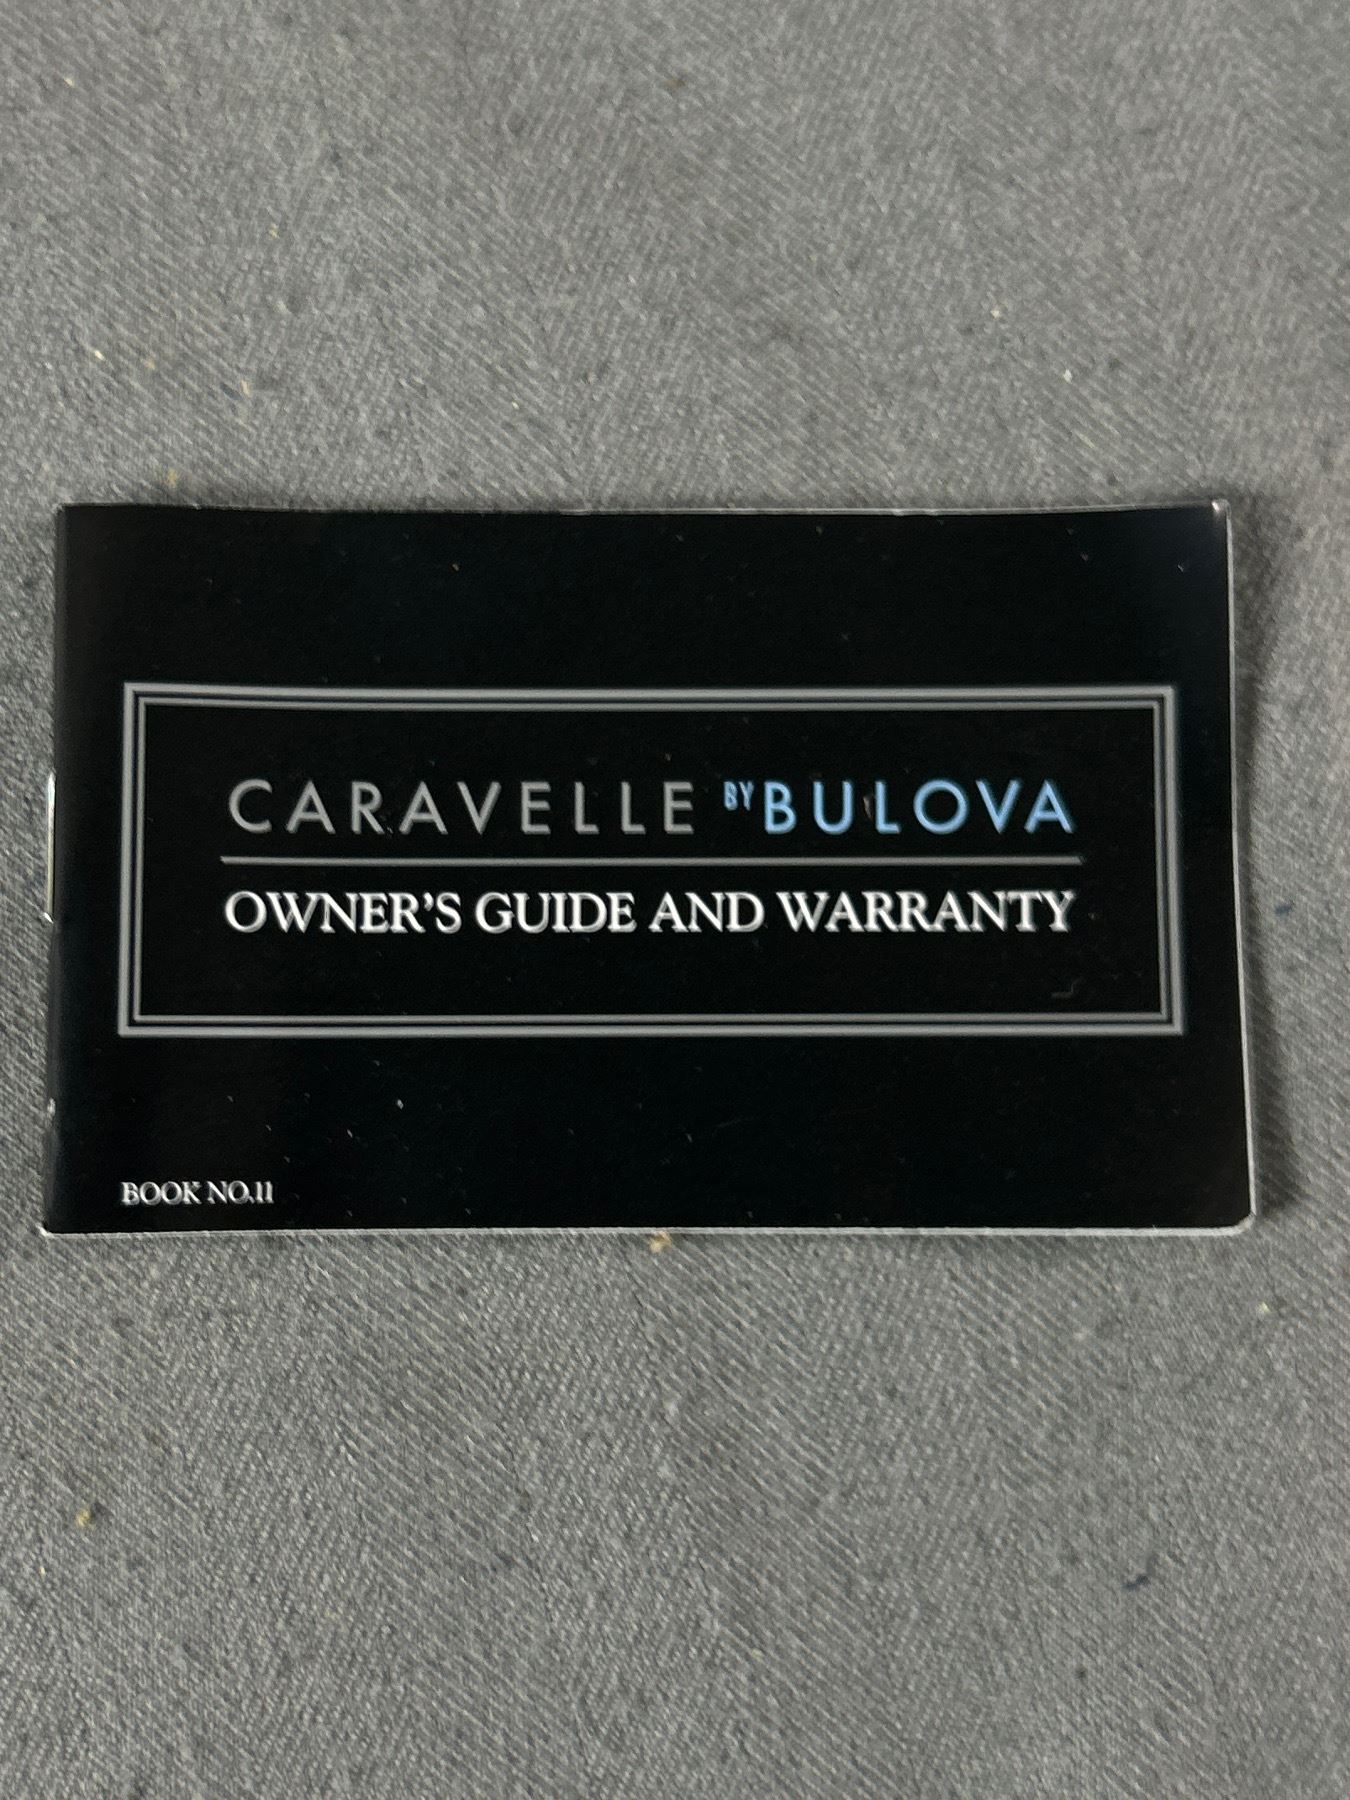 CARAVELLE BY BULOVA
OWNER'S GUIDE AND WARRANTY
BOOK NO.11